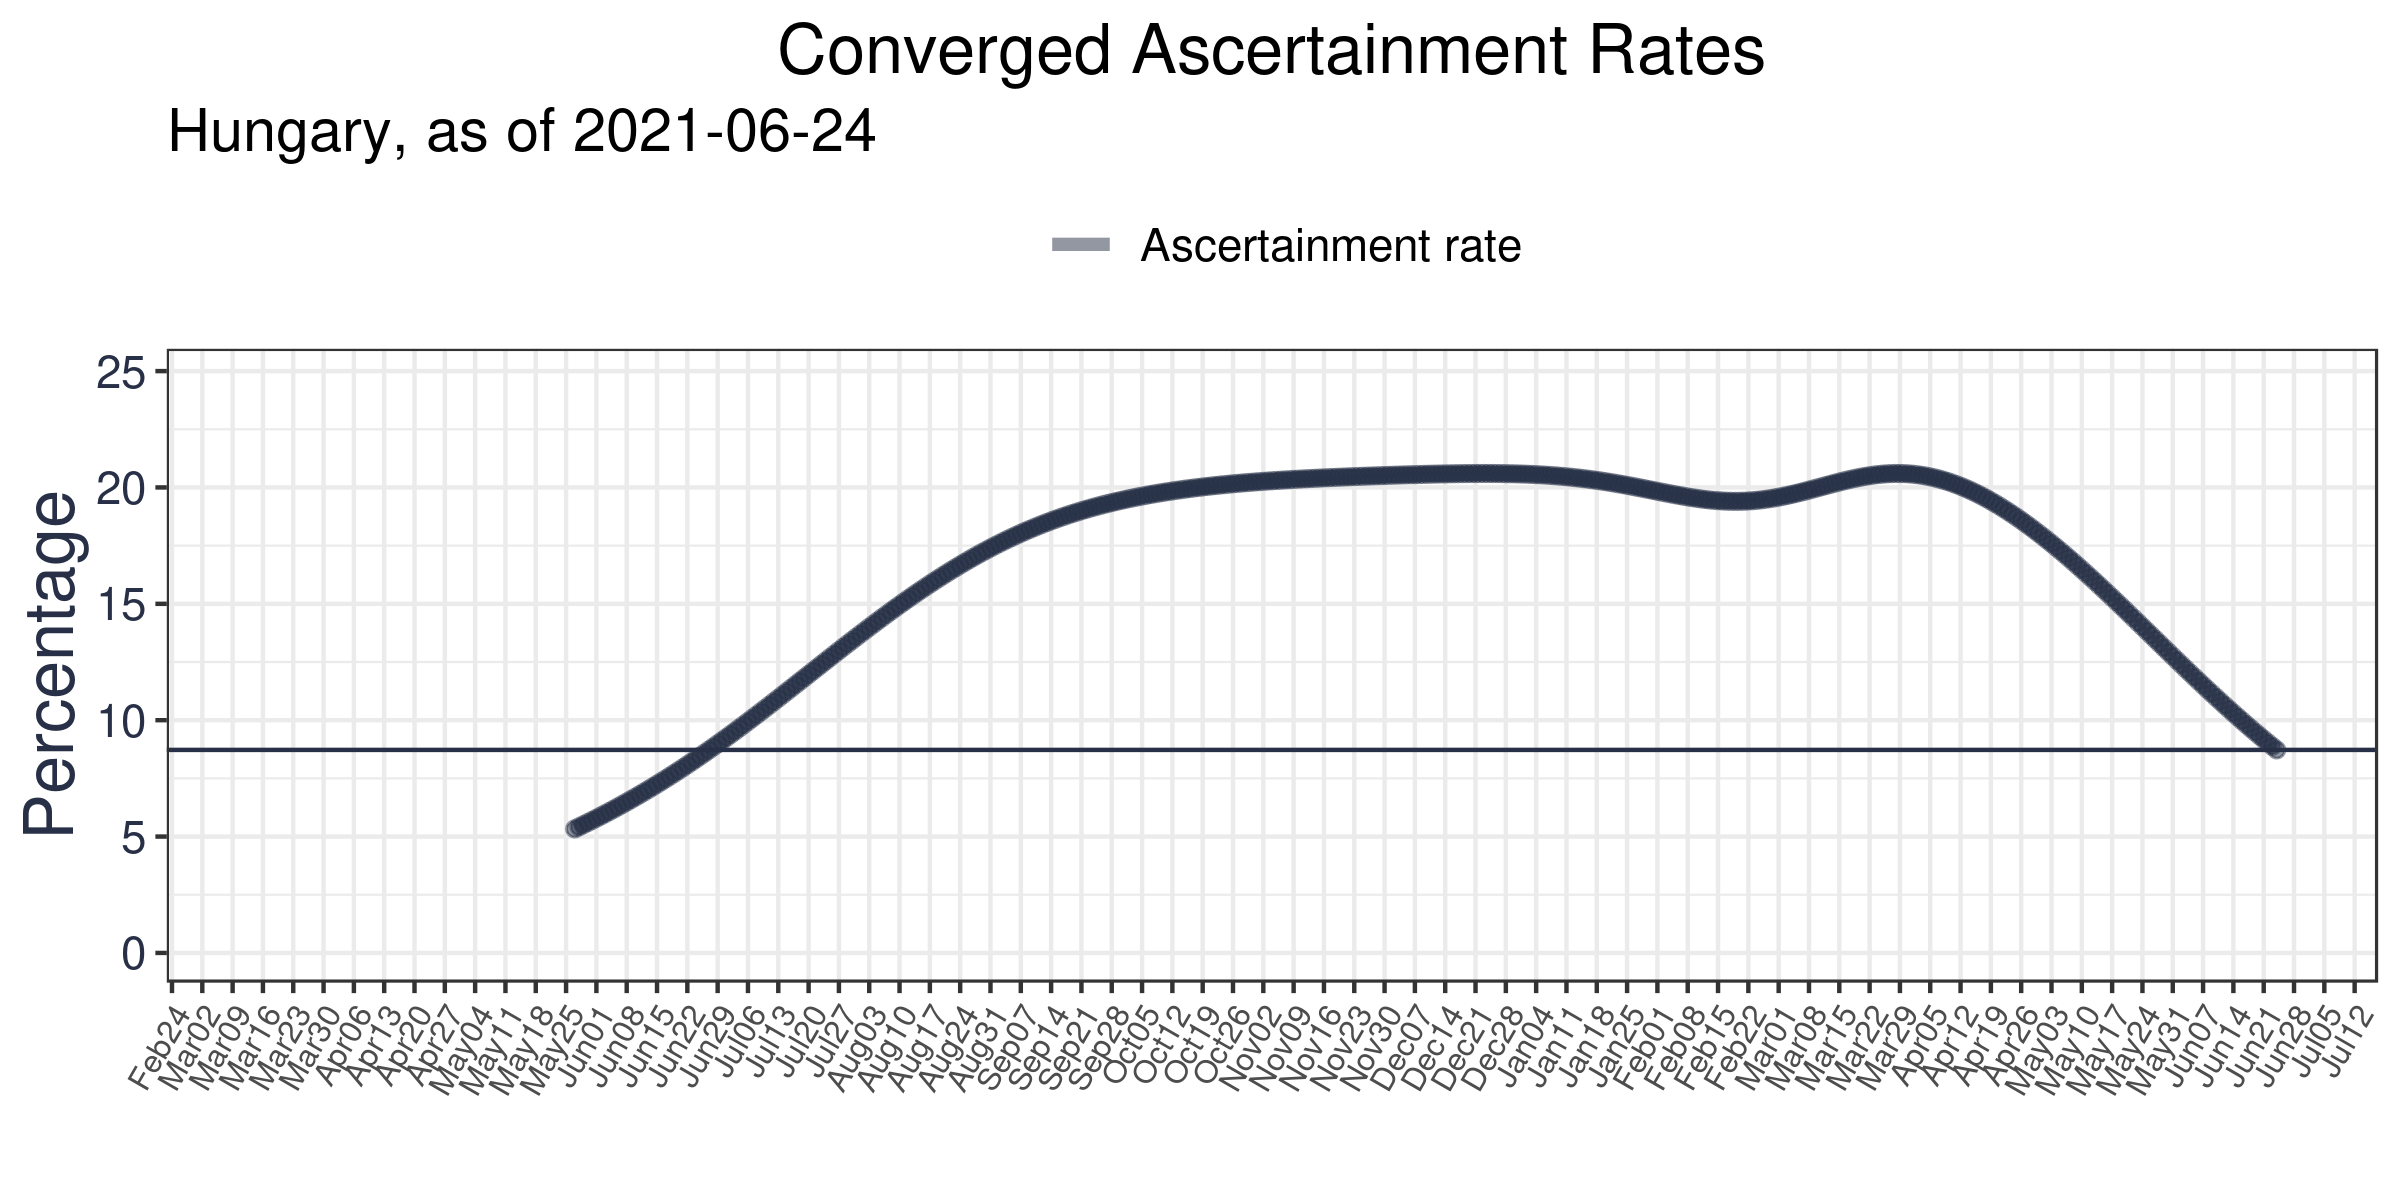 Converged Ascertainment Rates
Hungary, as of 2021-06-24
Ascertainment rate
Percentage
25
20
15
10
5
0
Feb24
Mar02
Mar09
Mar16
Mar23
Mar30
Apr06
Apr13
Apr20
Apr27
May04
May11
May18
May25
Jun01
Jun08
Jun15
Jun22
Jun29
Jul06
Jul13
Jul20
Jul27
Aug03
Aug10
Aug17
Aug24
Aug31
Sep07
Sep14
Sep21
Sep28
Oct05
Oct12
Oct19
Oct26
Nov02
Nov09
Nov16
Nov23
Nov30
Dec07
Dec14
Dec21
Dec28
Jan04
Jan11
Jan18
Jan25
Feb01
Feb08
Feb15
Feb22
Mar01
Mar08
Mar15
Mar22
Mar29
Apr05
Apr12
Apr19
Apr26
May03
May10
May17
May24
May31
Jun07
Jun14
Jun21
Jun28
Jul05
Jul12